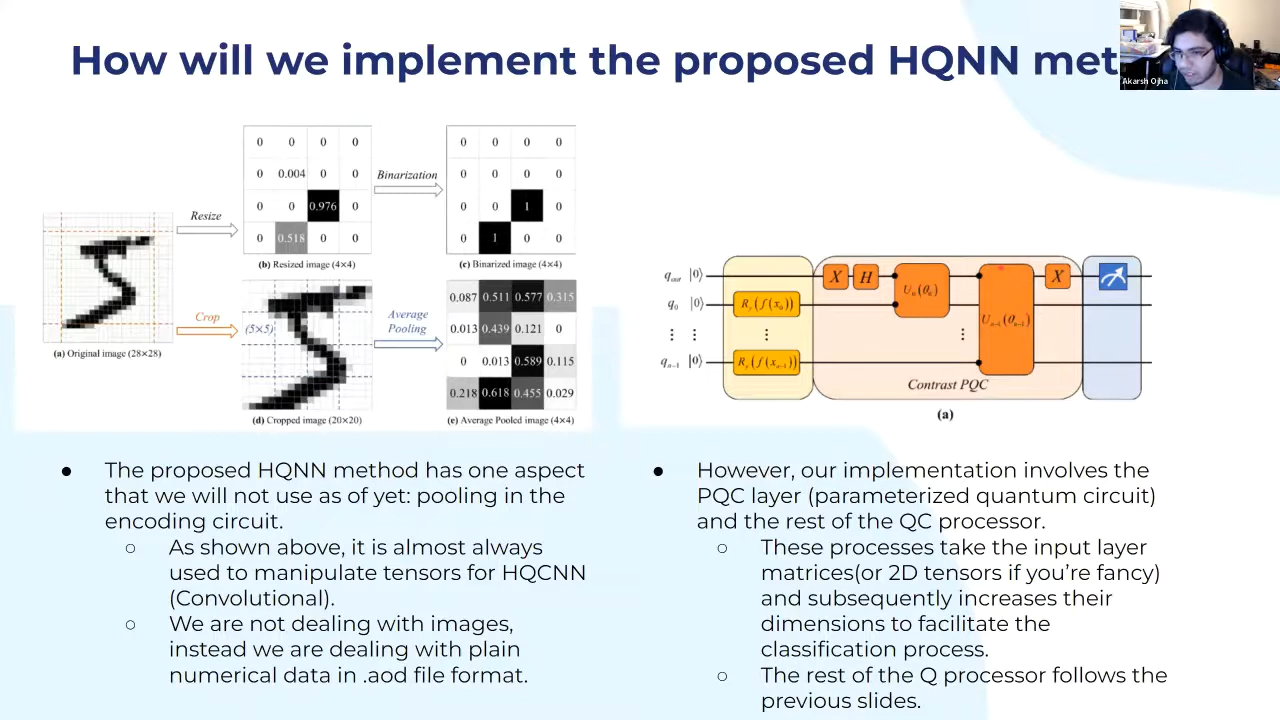 How will we implement the proposed HQNN met
Akarsh Ojha
0 0 0 0
0 0.004 0 0
0 0 0.976 0
0 0.518 0 0
(b) Resized image (4×4)
Binarization
0 0 0 0
0 0 0 0
0 0 1 0
0 1 0 0
(c) Binarized image (4×4)
Resize
(a) Original image (28×28)
Crop
(5×5)
(d) Cropped image (20×20)
Average
Pooling
0.087 0.511 0.577 0.315
0.013 0.439 0.121 0
0 0.013 0.589 0.115
0.218 0.618 0.455 0.029
(e) Average Pooled image (4×4)
q_out |0⟩ X H U_n(θ_n) X
q_0 |0⟩ R_y(f(x_0))
⋮ ⋮ ⋮ ⋮ U_{n-1}(θ_{n-1})
q_{n-1} |0⟩ R_y(f(x_{n-1}))
Contrast PQC
(a)
● The proposed HQNN method has one aspect
that we will not use as of yet: pooling in the
encoding circuit.
○ As shown above, it is almost always
used to manipulate tensors for HQCNN
(Convolutional).
○ We are not dealing with images,
instead we are dealing with plain
numerical data in .aod file format.
● However, our implementation involves the
PQC layer (parameterized quantum circuit)
and the rest of the QC processor.
○ These processes take the input layer
matrices(or 2D tensors if you’re fancy)
and subsequently increases their
dimensions to facilitate the
classification process.
○ The rest of the Q processor follows the
previous slides.